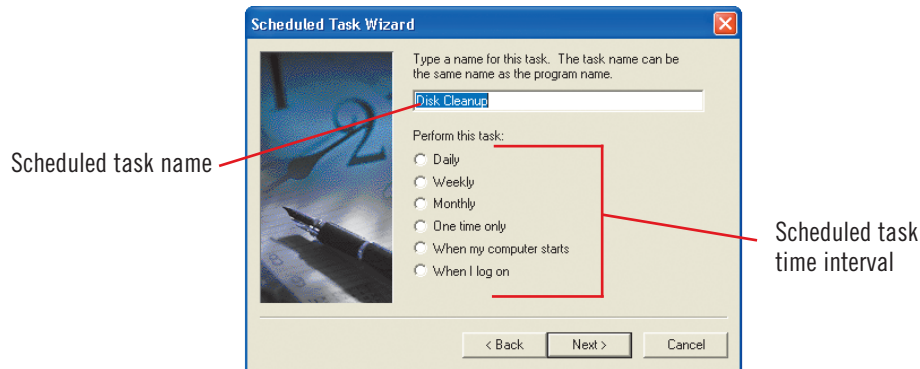 Scheduled Task Wizard
Type a name for this task. The task name can be
the same name as the program name.
Disk Cleanup
Scheduled task name
Perform this task:
Daily
Weekly
Monthly
One time only
When my computer starts
When I log on
Scheduled task
time interval
< Back
Next >
Cancel
2